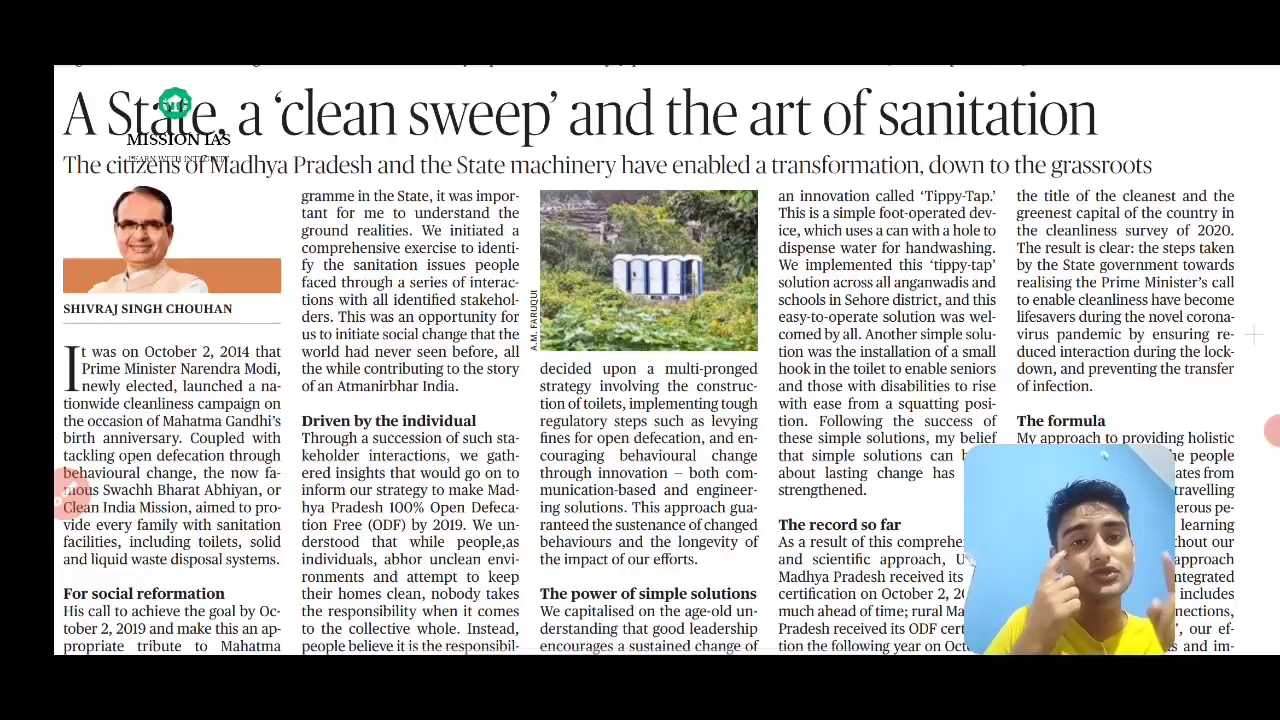 A State, a ‘clean sweep’ and the art of sanitation
MISSION IAS
LEARN WITH INTEGRITY
The citizens of Madhya Pradesh and the State machinery have enabled a transformation, down to the grassroots
SHIVRAJ SINGH CHOUHAN
It was on October 2, 2014 that
Prime Minister Narendra Modi,
newly elected, launched a na-
tionwide cleanliness campaign on
the occasion of Mahatma Gandhi’s
birth anniversary. Coupled with
tackling open defecation through
behavioural change, the now fa-
mous Swachh Bharat Abhiyan, or
Clean India Mission, aimed to pro-
vide every family with sanitation
facilities, including toilets, solid
and liquid waste disposal systems.
For social reformation
His call to achieve the goal by Oc-
tober 2, 2019 and make this an ap-
propriate tribute to Mahatma
gramme in the State, it was impor-
tant for me to understand the
ground realities. We initiated a
comprehensive exercise to identi-
fy the sanitation issues people
faced through a series of interac-
tions with all identified stakehol-
ders. This was an opportunity for
us to initiate social change that the
world had never seen before, all
the while contributing to the story
of an Atmanirbhar India.
Driven by the individual
Through a succession of such sta-
keholder interactions, we gath-
ered insights that would go on to
inform our strategy to make Mad-
hya Pradesh 100% Open Defeca-
tion Free (ODF) by 2019. We un-
derstood that while people,as
individuals, abhor unclean envi-
ronments and attempt to keep
their homes clean, nobody takes
the responsibility when it comes
to the collective whole. Instead,
people believe it is the responsibil-
A.M. FARUQUI
decided upon a multi-pronged
strategy involving the construc-
tion of toilets, implementing tough
regulatory steps such as levying
fines for open defecation, and en-
couraging behavioural change
through innovation — both com-
munication-based and engineer-
ing solutions. This approach gua-
ranteed the sustenance of changed
behaviours and the longevity of
the impact of our efforts.
The power of simple solutions
We capitalised on the age-old un-
derstanding that good leadership
encourages a sustained change of
an innovation called ‘Tippy-Tap.’
This is a simple foot-operated dev-
ice, which uses a can with a hole to
dispense water for handwashing.
We implemented this ‘tippy-tap’
solution across all anganwadis and
schools in Sehore district, and this
easy-to-operate solution was wel-
comed by all. Another simple solu-
tion was the installation of a small
hook in the toilet to enable seniors
and those with disabilities to rise
with ease from a squatting posi-
tion. Following the success of
these simple solutions, my belief
that simple solutions can
about lasting change has
strengthened.
The record so far
As a result of this comprehe
and scientific approach, U
Madhya Pradesh received its
certification on October 2, 20
much ahead of time; rural Ma
Pradesh received its ODF cert
tion the following year on Octo
the title of the cleanest and the
greenest capital of the country in
the cleanliness survey of 2020.
The result is clear: the steps taken
by the State government towards
realising the Prime Minister’s call
to enable cleanliness have become
lifesavers during the novel corona-
virus pandemic by ensuring re-
duced interaction during the lock-
down, and preventing the transfer
of infection.
The formula
My approach to providing holistic
he people
ates from
travelling
erous pe-
learning
hout our
approach
integrated
includes
nections,
’, our ef-
s and im-